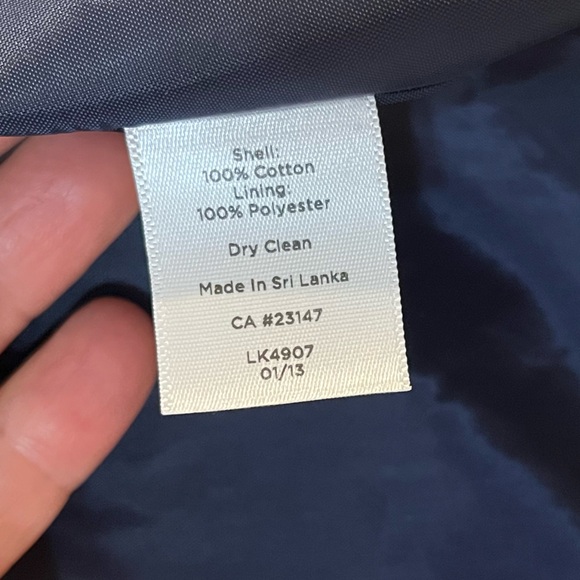 Shell:
100% Cotton
Lining:
100% Polyester
Dry Clean
Made In Sri Lanka
CA #23147
LK4907
01/13